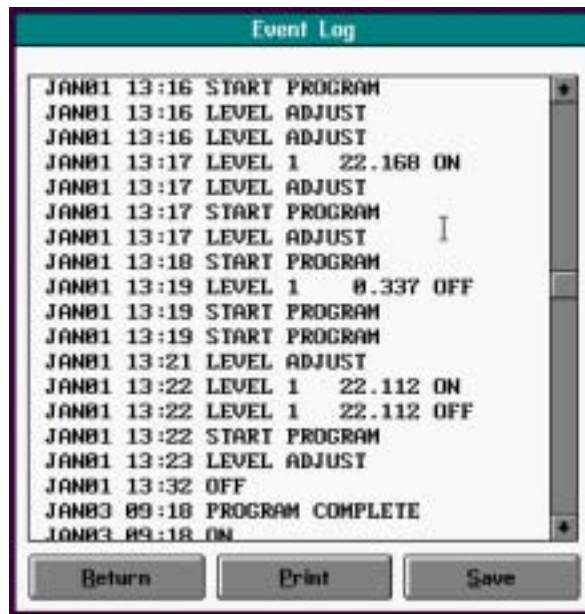 Event Log
JAN01 13:16 START PROGRAM
JAN01 13:16 LEVEL ADJUST
JAN01 13:16 LEVEL ADJUST
JAN01 13:17 LEVEL 1 22.168 ON
JAN01 13:17 LEVEL ADJUST
JAN01 13:17 START PROGRAM
JAN01 13:17 LEVEL ADJUST
JAN01 13:18 START PROGRAM
JAN01 13:19 LEVEL 1 0.337 OFF
JAN01 13:19 START PROGRAM
JAN01 13:19 START PROGRAM
JAN01 13:21 LEVEL ADJUST
JAN01 13:22 LEVEL 1 22.112 ON
JAN01 13:22 LEVEL 1 22.112 OFF
JAN01 13:22 START PROGRAM
JAN01 13:23 LEVEL ADJUST
JAN01 13:32 OFF
JAN03 09:18 PROGRAM COMPLETE
JAN03 09:18 ON
Return Print Save